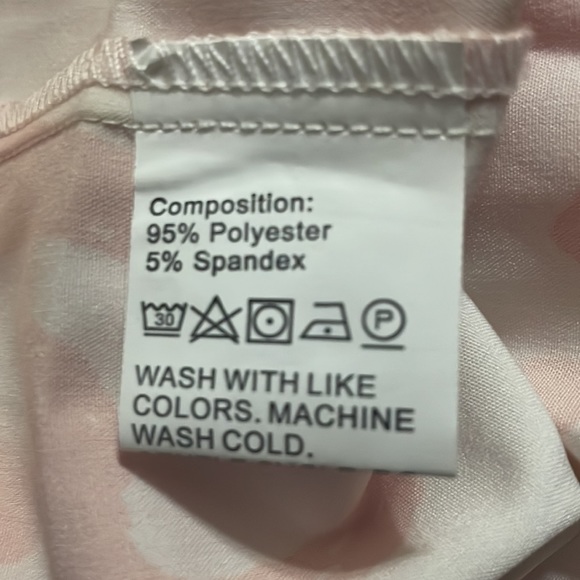 Composition:
95% Polyester
5% Spandex
30 P
WASH WITH LIKE
COLORS. MACHINE
WASH COLD.